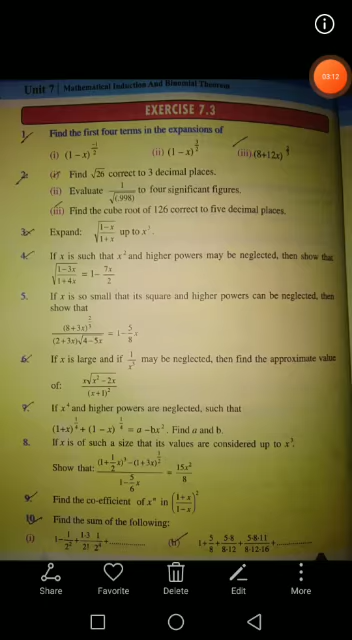 03:12
Unit 7 | Mathematical Induction And Binomial Theorem
EXERCISE 7.3
1. Find the first four terms in the expansions of
(i) (1 – x)^(-1/2) (ii) (1 – x)^(3/2) (iii) (8+12x)
2. (i) Find √26 correct to 3 decimal places.
(ii) Evaluate 1/√(.998) to four significant figures.
(iii) Find the cube root of 126 correct to five decimal places.
3. Expand: √((1–x)/(1+x)) up to x³.
4. If x is such that x² and higher powers may be neglected, then show that
√((1–3x)/(1+4x)) = 1– 7x/2
5. If x is so small that its square and higher powers can be neglected, then
show that
(8+3x)^(2/3) / ((2+3x)√(4–5x)) = 1– 5/8 x
6. If x is large and if 1/x³ may be neglected, then find the approximate value
of: x√(x²–2x) / (x+1)²
7. If x⁴ and higher powers are neglected, such that
(1+x)^(1/4) + (1 – x)^(1/4) = a –bx². Find a and b.
8. If x is of such a size that its values are considered up to x³.
Show that: ((1+ 1/2 x)³–(1+3x)^(1/2)) / (1– 5/6 x) = 15x²/8
9. Find the co-efficient of xⁿ in ((1+x)/(1–x))²
10. Find the sum of the following:
(i) 1– 1/2² + 1·3/2! 1/2⁴ +............ (ii) 1+ 5/8 + 5·8/8·12 + 5·8·11/8·12·16 +............
Share Favorite Delete Edit More